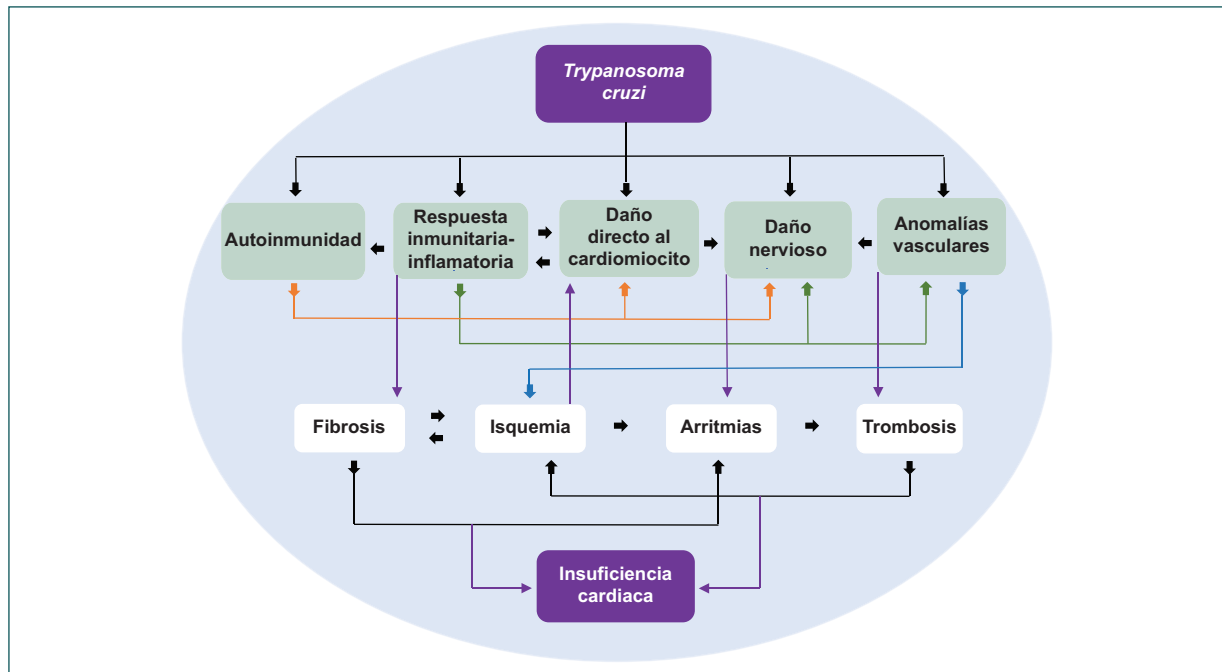 Trypanosoma
cruzi
Autoinmunidad
Respuesta
inmunitaria-
inflamatoria
Daño
directo al
cardiomiocito
Daño
nervioso
Anomalías
vasculares
Fibrosis
Isquemia
Arritmias
Trombosis
Insuficiencia
cardiaca